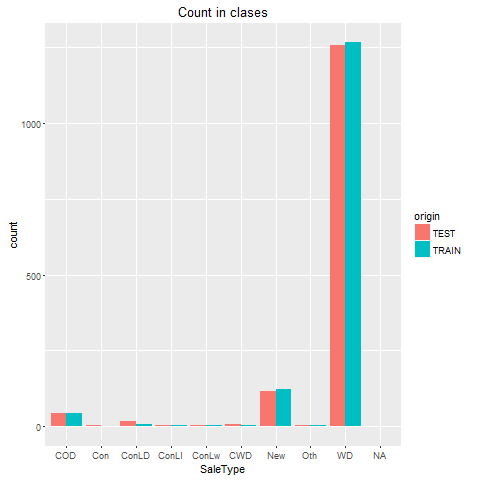 Count in clases
1000
500
0
count
COD Con ConLD ConLI ConLw CWD New Oth WD NA
SaleType
origin
TEST
TRAIN